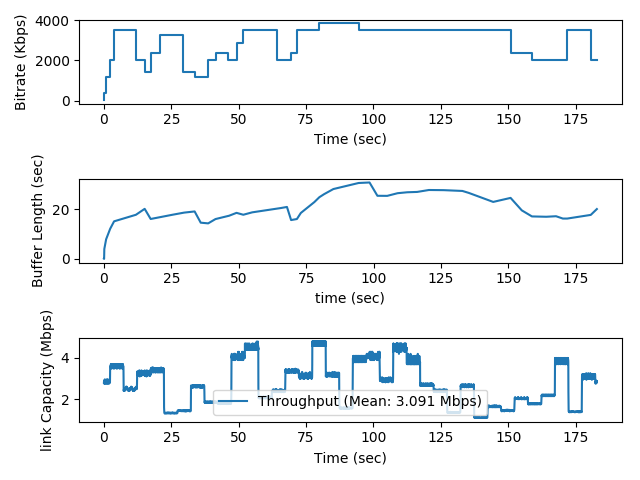 Bitrate (Kbps)
4000
2000
0
0 25 50 75 100 125 150 175
Time (sec)
Buffer Length (sec)
20
0
0 25 50 75 100 125 150 175
time (sec)
link Capacity (Mbps)
4
2
Throughput (Mean: 3.091 Mbps)
0 25 50 75 100 125 150 175
Time (sec)